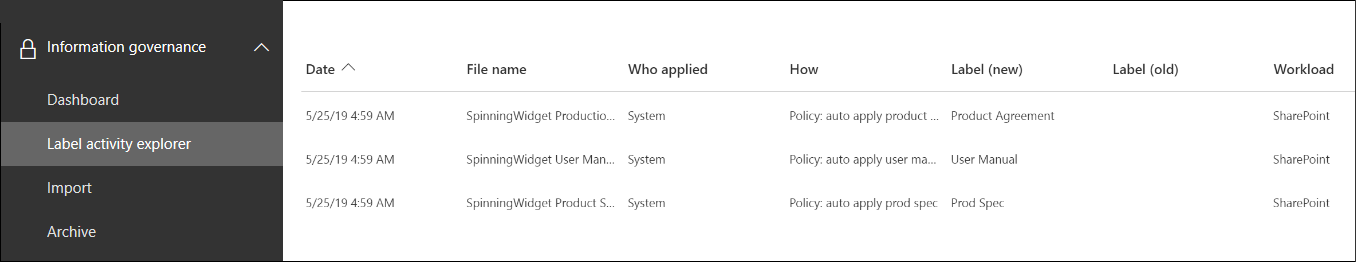 Information governance
Dashboard
Label activity explorer
Import
Archive
Date File name Who applied How Label (new) Label (old) Workload
5/25/19 4:59 AM SpinningWidget Productio... System Policy: auto apply product ... Product Agreement SharePoint
5/25/19 4:59 AM SpinningWidget User Man... System Policy: auto apply user ma... User Manual SharePoint
5/25/19 4:59 AM SpinningWidget Product S... System Policy: auto apply prod spec Prod Spec SharePoint